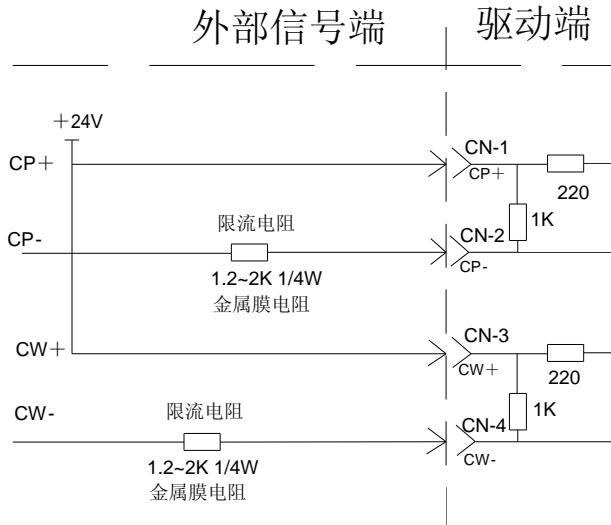 外部信号端
驱动端
+24V
CP+
CN-1
CP+
220
1K
CP-
限流电阻
CN-2
CP-
1.2~2K 1/4W
金属膜电阻
CW+
CN-3
CW+
220
1K
CW-
限流电阻
CN-4
CW-
1.2~2K 1/4W
金属膜电阻